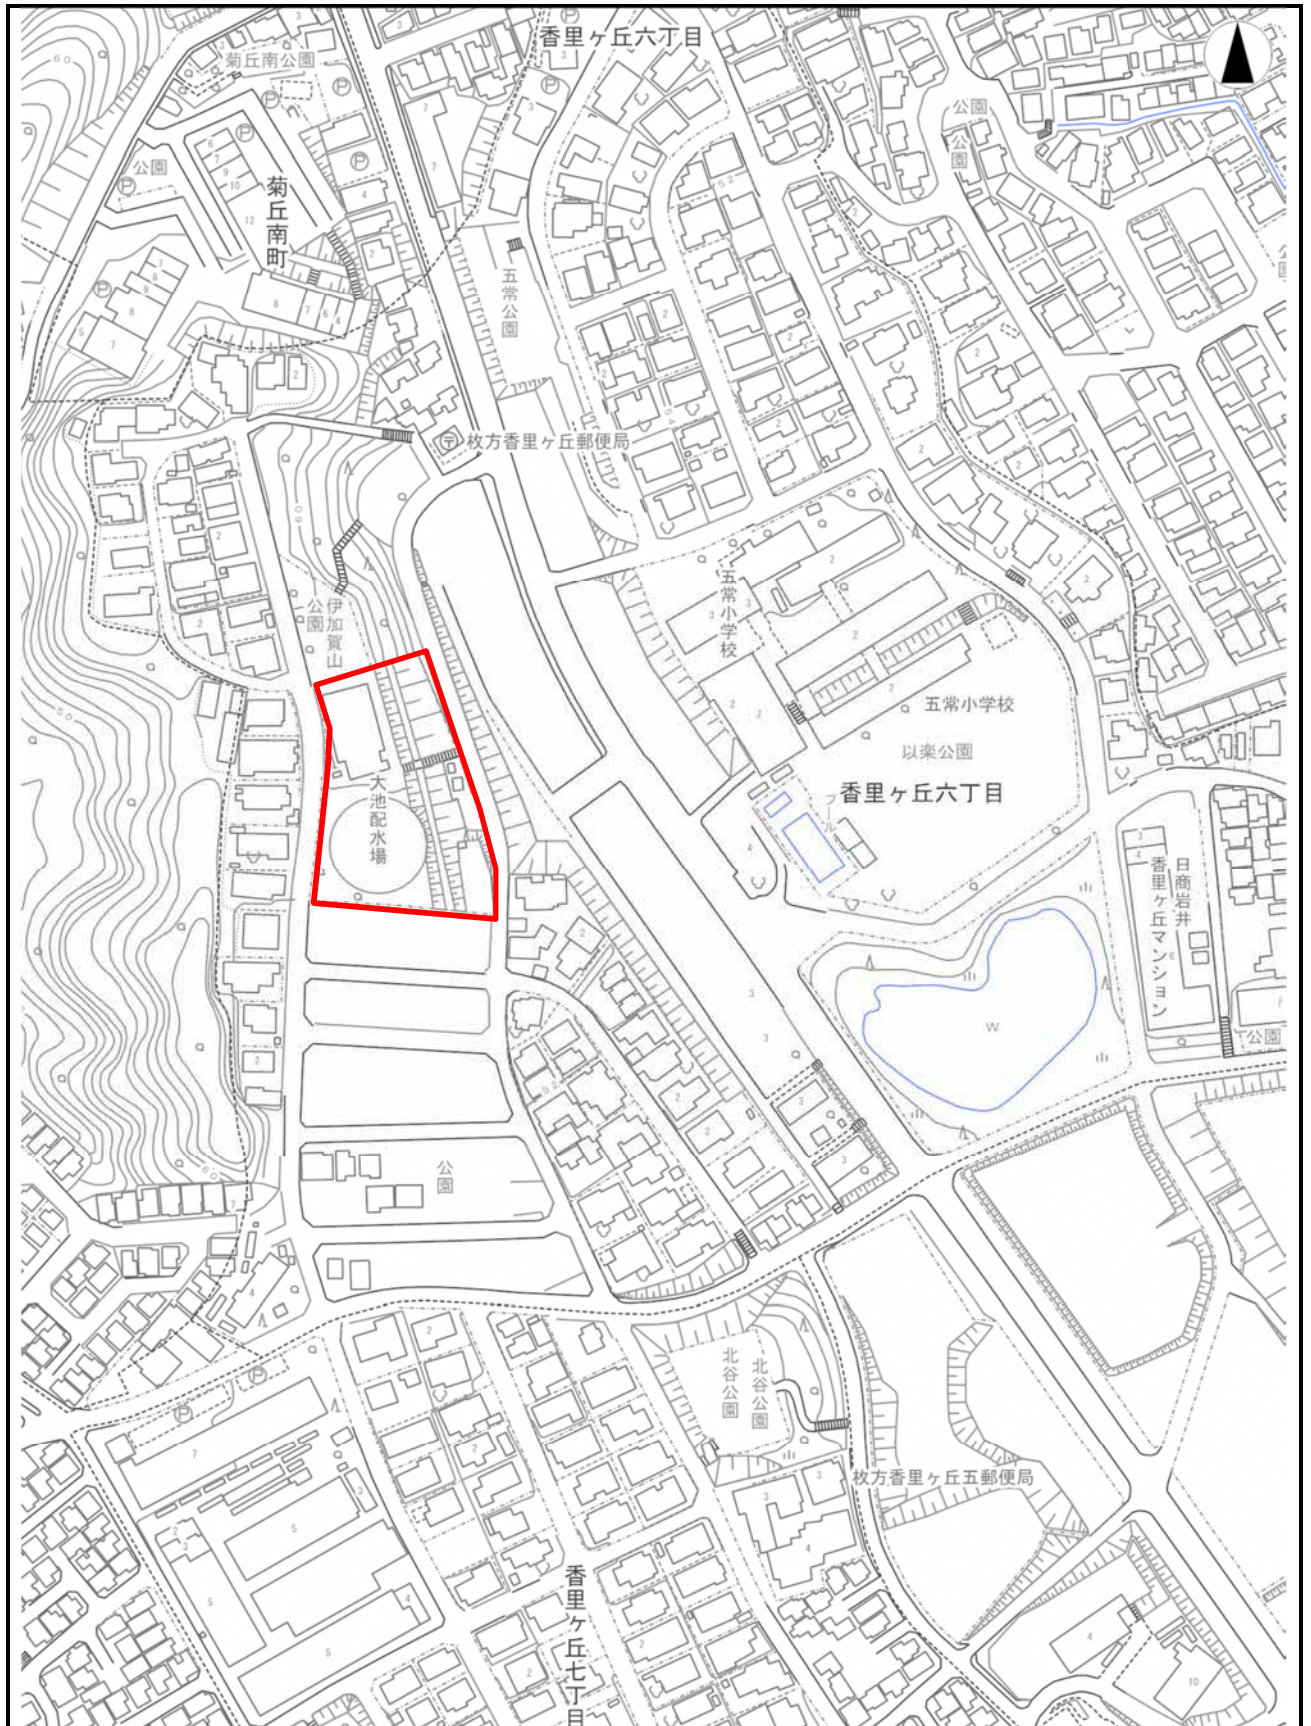 香里ヶ丘六丁目
菊丘南公園
公園
公園
公園
公園
菊丘南町
五常公園
枚方香里ヶ丘郵便局
伊加賀山
公園
五常小学校
五常小学校
以楽公園
香里ヶ丘六丁目
プール
大池配水場
日商岩井
香里ヶ丘マンション
W
公園
公園
北谷公園
北谷公園
枚方香里ヶ丘五郵便局
香里ヶ丘七丁目